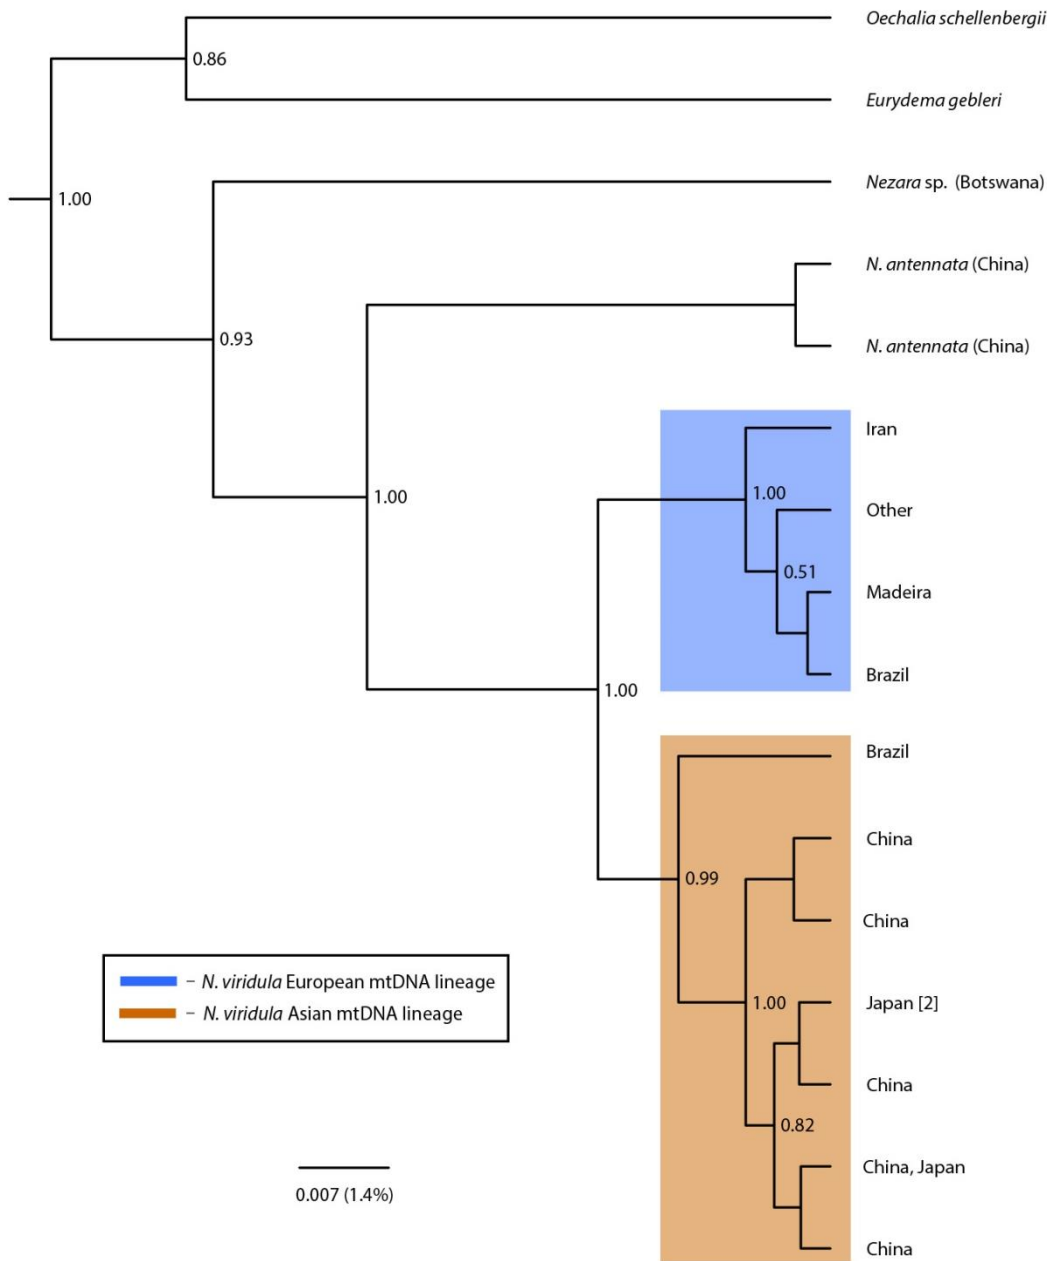 Oechalia schellenbergii
0.86
Eurydema gebleri
Nezara sp. (Botswana)
1.00
N. antennata (China)
0.93
N. antennata (China)
Iran
1.00
1.00
Other
0.51
Madeira
Brazil
1.00
Brazil
China
0.99
China
– N. viridula European mtDNA lineage
– N. viridula Asian mtDNA lineage
Japan [2]
1.00
China
0.82
China, Japan
0.007 (1.4%)
China